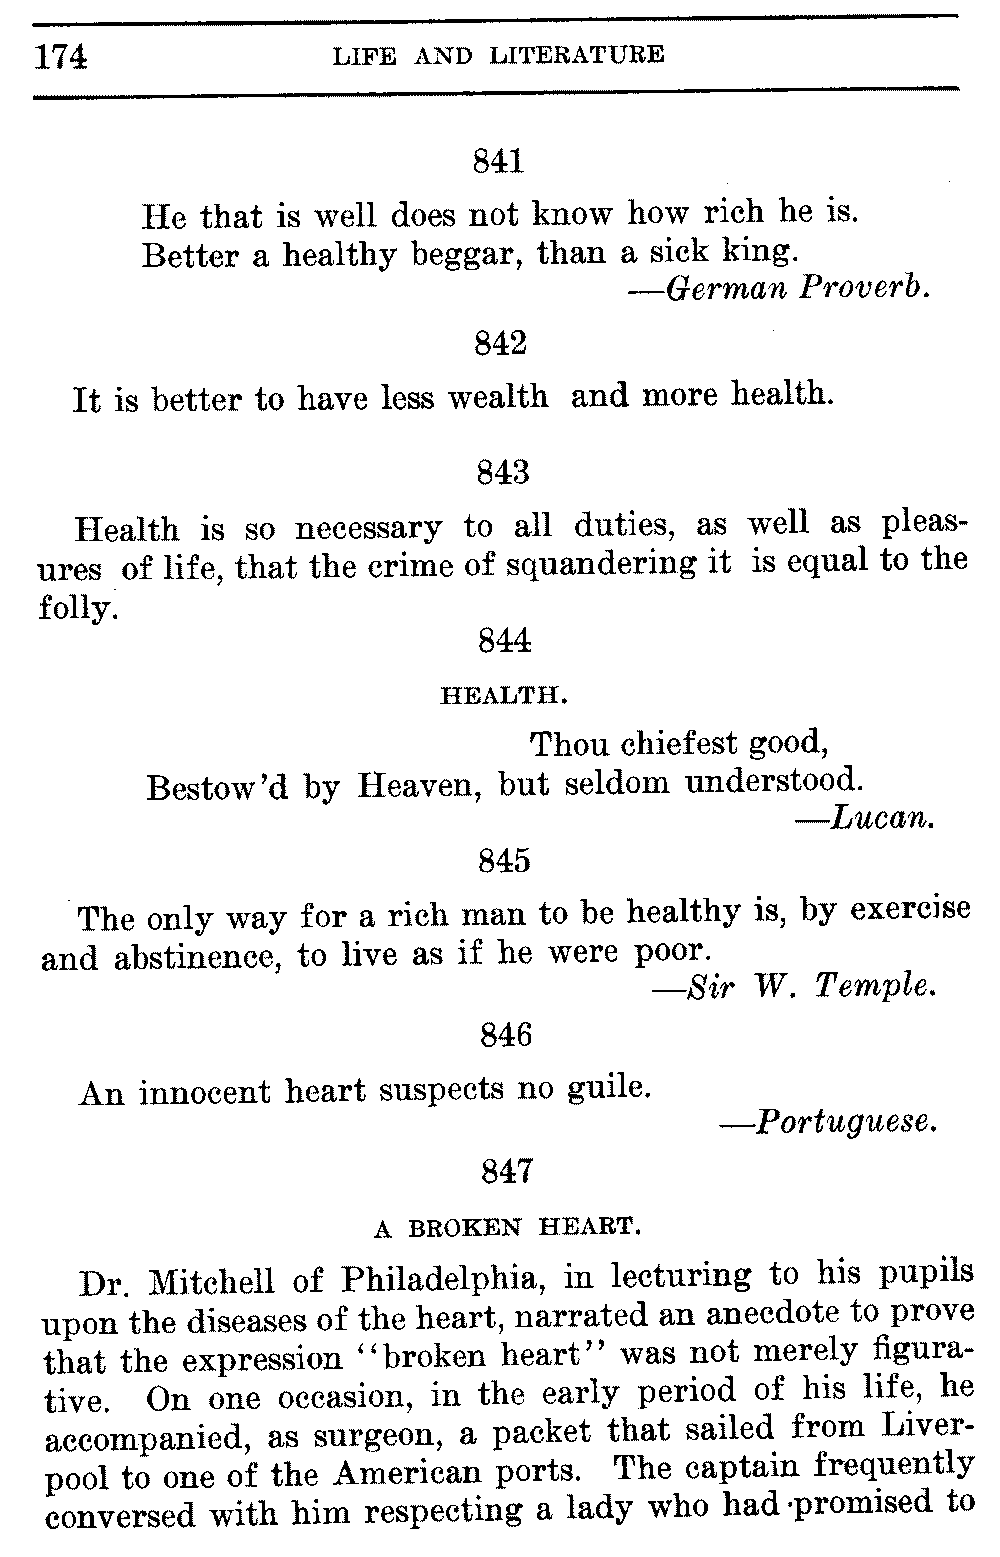 174 LIFE AND LITERATURE
841
He that is well does not know how rich he is.
Better a healthy beggar, than a sick king.
—German Proverb.
842
It is better to have less wealth and more health.
843
Health is so necessary to all duties, as well as pleas-
ures of life, that the crime of squandering it is equal to the
folly.
844
HEALTH.
Thou chiefest good,
Bestow'd by Heaven, but seldom understood.
—Lucan.
845
The only way for a rich man to be healthy is, by exercise
and abstinence, to live as if he were poor.
—Sir W. Temple.
846
An innocent heart suspects no guile.
—Portuguese.
847
A BROKEN HEART.
Dr. Mitchell of Philadelphia, in lecturing to his pupils
upon the diseases of the heart, narrated an anecdote to prove
that the expression "broken heart" was not merely figura-
tive. On one occasion, in the early period of his life, he
accompanied, as surgeon, a packet that sailed from Liver-
pool to one of the American ports. The captain frequently
conversed with him respecting a lady who had promised to